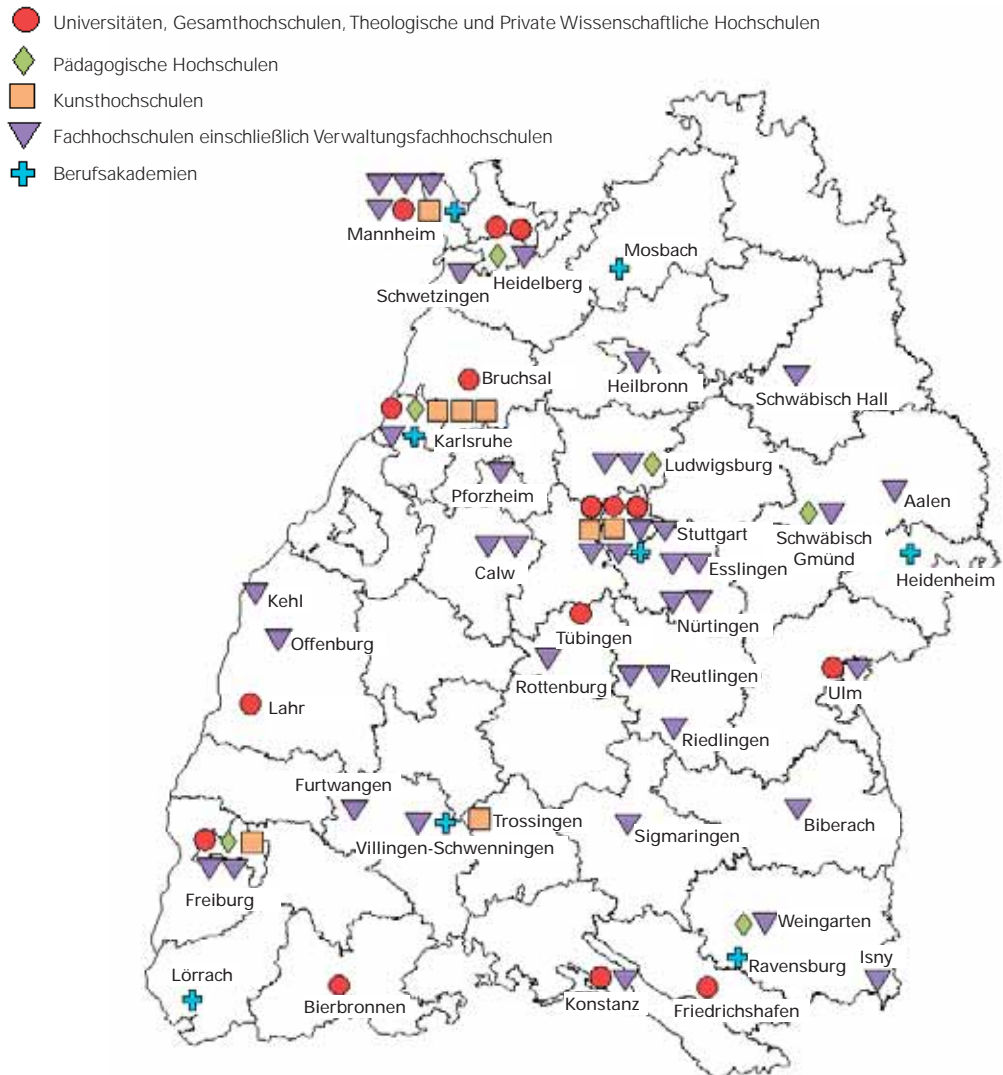 Universitäten, Gesamthochschulen, Theologische und Private Wissenschaftliche Hochschulen
Pädagogische Hochschulen
Kunsthochschulen
Fachhochschulen einschließlich Verwaltungsfachhochschulen
Berufsakademien
Mannheim
Mosbach
Heidelberg
Schwetzingen
Bruchsal
Heilbronn
Schwäbisch Hall
Karlsruhe
Ludwigsburg
Pforzheim
Aalen
Stuttgart
Schwäbisch
Gmünd
Esslingen
Calw
Heidenheim
Kehl
Nürtingen
Tübingen
Offenburg
Reutlingen
Rottenburg
Ulm
Lahr
Riedlingen
Furtwangen
Trossingen
Biberach
Sigmaringen
Villingen-Schwenningen
Freiburg
Weingarten
Isny
Ravensburg
Lörrach
Bierbronnen
Konstanz
Friedrichshafen